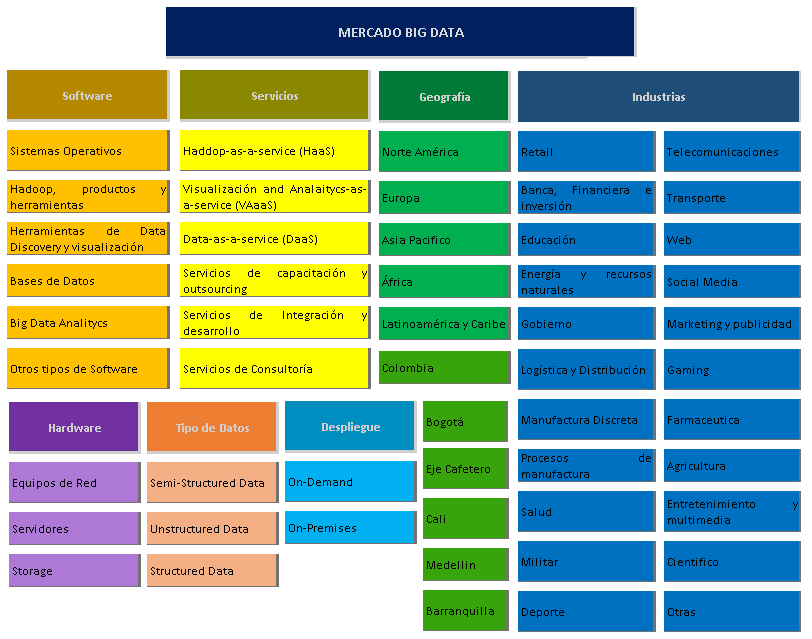 MERCADO BIG DATA
Software
Sistemas Operativos
Hadoop, productos y
herramientas
Herramientas de Data
Discovery y visualización
Bases de Datos
Big Data Analitycs
Otros tipos de Software
Servicios
Haddop-as-a-service (HaaS)
Visualización and Analaitycs-as-
a-service (VAaaS)
Data-as-a-service (DaaS)
Servicios de capacitación y
outsourcing
Servicios de Integración y
desarrollo
Servicios de Consultoría
Geografía
Norte América
Europa
Asia Pacifico
África
Latinoamérica y Caribe
Colombia
Bogotá
Eje Cafetero
Cali
Medellin
Barranquilla
Industrias
Retail
Banca, Financiera e
inversión
Educación
Energía y recursos
naturales
Gobierno
Logística y Distribución
Manufactura Discreta
Procesos de
manufactura
Salud
Militar
Deporte
Telecomunicaciones
Transporte
Web
Social Media
Marketing y publicidad
Gaming
Farmaceutica
Agricultura
Entretenimiento y
multimedia
Cientifico
Otras
Hardware
Equipos de Red
Servidores
Storage
Tipo de Datos
Semi-Structured Data
Unstructured Data
Structured Data
Despliegue
On-Demand
On-Premises